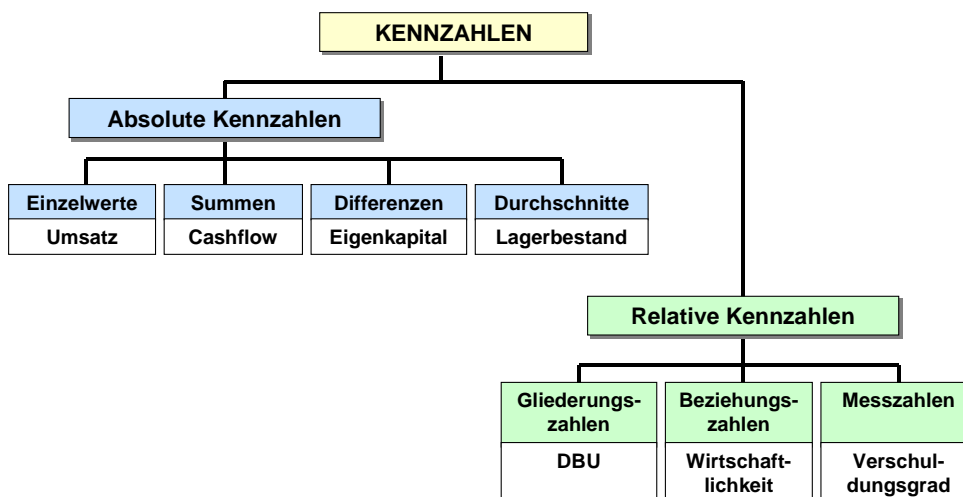 KENNZAHLEN
Absolute Kennzahlen
Einzelwerte
Umsatz
Summen
Cashflow
Differenzen
Eigenkapital
Durchschnitte
Lagerbestand
Relative Kennzahlen
Gliederungs-
zahlen
DBU
Beziehungs-
zahlen
Wirtschaft-
lichkeit
Messzahlen
Verschul-
dungsgrad